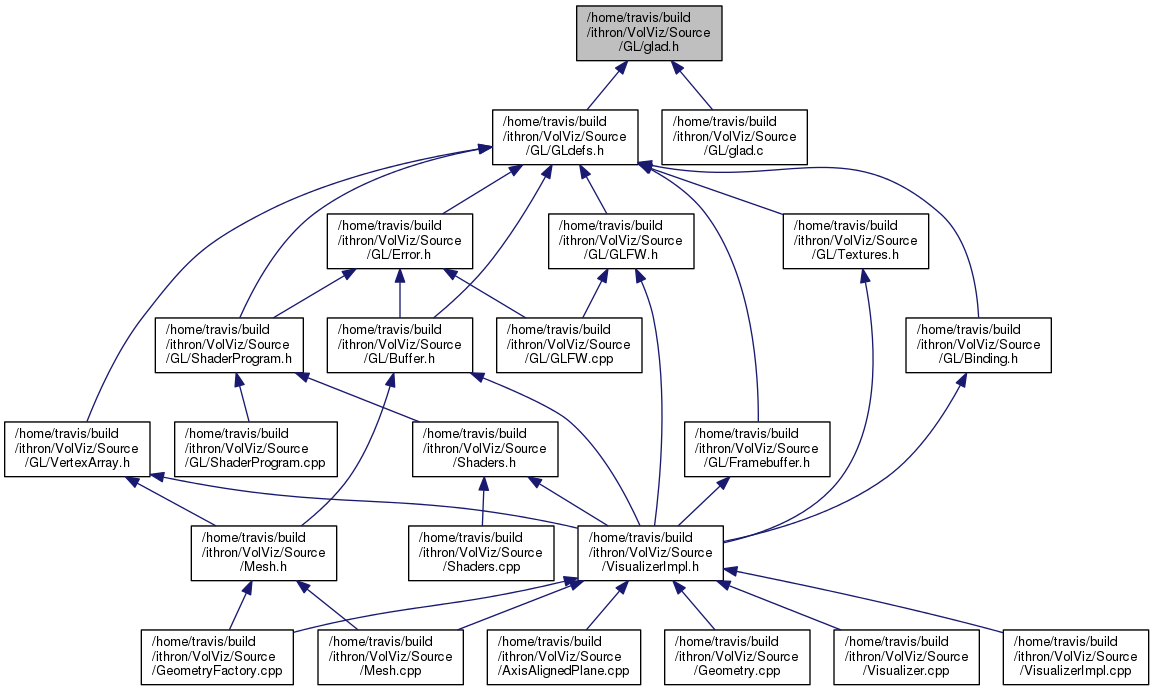 /home/travis/build
/ithron/VolViz/Source
/GL/glad.h
/home/travis/build
/ithron/VolViz/Source
/GL/GLdefs.h
/home/travis/build
/ithron/VolViz/Source
/GL/glad.c
/home/travis/build
/ithron/VolViz/Source
/GL/Error.h
/home/travis/build
/ithron/VolViz/Source
/GL/GLFW.h
/home/travis/build
/ithron/VolViz/Source
/GL/Textures.h
/home/travis/build
/ithron/VolViz/Source
/GL/ShaderProgram.h
/home/travis/build
/ithron/VolViz/Source
/GL/Buffer.h
/home/travis/build
/ithron/VolViz/Source
/GL/GLFW.cpp
/home/travis/build
/ithron/VolViz/Source
/GL/Binding.h
/home/travis/build
/ithron/VolViz/Source
/GL/VertexArray.h
/home/travis/build
/ithron/VolViz/Source
/GL/ShaderProgram.cpp
/home/travis/build
/ithron/VolViz/Source
/Shaders.h
/home/travis/build
/ithron/VolViz/Source
/GL/Framebuffer.h
/home/travis/build
/ithron/VolViz/Source
/Mesh.h
/home/travis/build
/ithron/VolViz/Source
/Shaders.cpp
/home/travis/build
/ithron/VolViz/Source
/VisualizerImpl.h
/home/travis/build
/ithron/VolViz/Source
/GeometryFactory.cpp
/home/travis/build
/ithron/VolViz/Source
/Mesh.cpp
/home/travis/build
/ithron/VolViz/Source
/AxisAlignedPlane.cpp
/home/travis/build
/ithron/VolViz/Source
/Geometry.cpp
/home/travis/build
/ithron/VolViz/Source
/Visualizer.cpp
/home/travis/build
/ithron/VolViz/Source
/VisualizerImpl.cpp